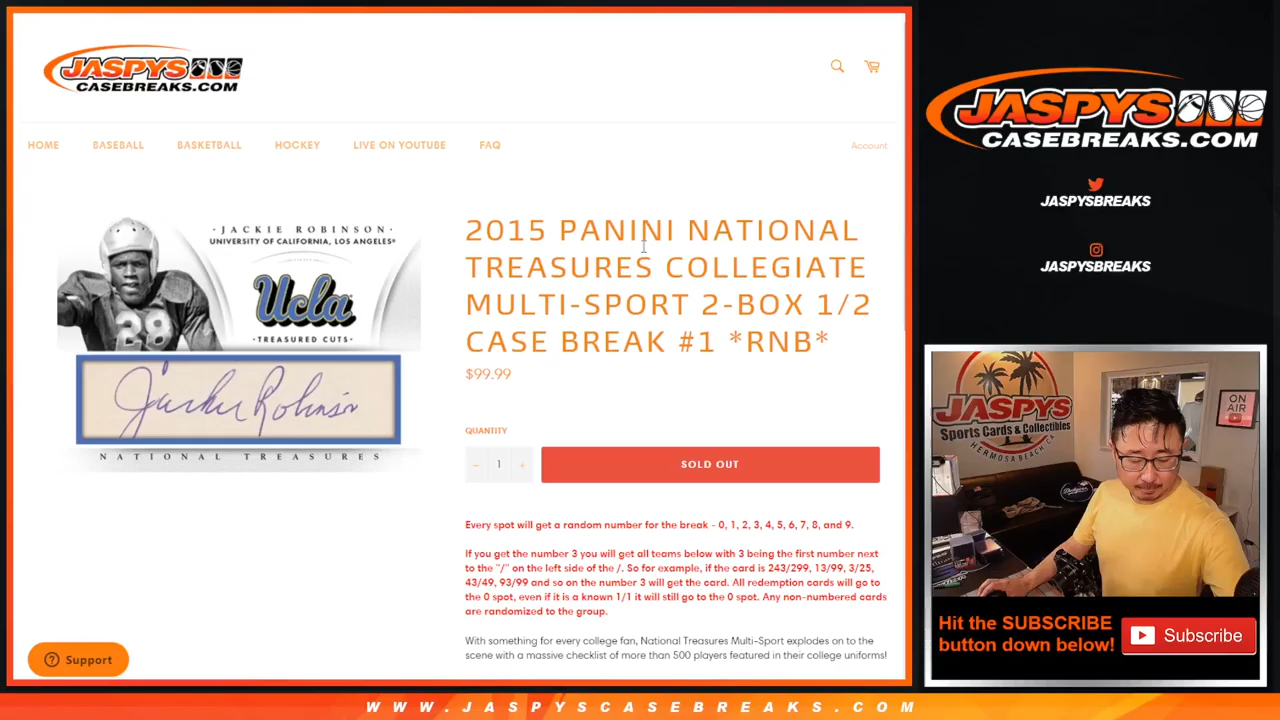 JASPYS
CASEBREAKS.COM
HOME BASEBALL BASKETBALL HOCKEY LIVE ON YOUTUBE FAQ Account
· JACKIE ROBINSON ·
UNIVERSITY OF CALIFORNIA, LOS ANGELES®
Ucla
· TREASURED CUTS ·
28
Jackie Robinson
NATIONAL TREASURES
2015 PANINI NATIONAL
TREASURES COLLEGIATE
MULTI-SPORT 2-BOX 1/2
CASE BREAK #1 *RNB*
$99.99
QUANTITY
− 1 + SOLD OUT
Every spot will get a random number for the break - 0, 1, 2, 3, 4, 5, 6, 7, 8, and 9.
If you get the number 3 you will get all teams below with 3 being the first number next
to the "/" on the left side of the /. So for example, if the card is 243/299, 13/99, 3/25,
43/49, 93/99 and so on the number 3 will get the card. All redemption cards will go to
the 0 spot, even if it is a known 1/1 it will still go to the 0 spot. Any non-numbered cards
are randomized to the group.
With something for every college fan, National Treasures Multi-Sport explodes on to the
scene with a massive checklist of more than 500 players featured in their college uniforms!
Support
JASPYS
CASEBREAKS.COM
JASPYSBREAKS
JASPYSBREAKS
JASPYS
Sports Cards & Collectibles
HERMOSA BEACH, CA
ON
AIR
Dodgers
Hit the SUBSCRIBE
button down below!
Subscribe
WWW.JASPYSCASEBREAKS.COM